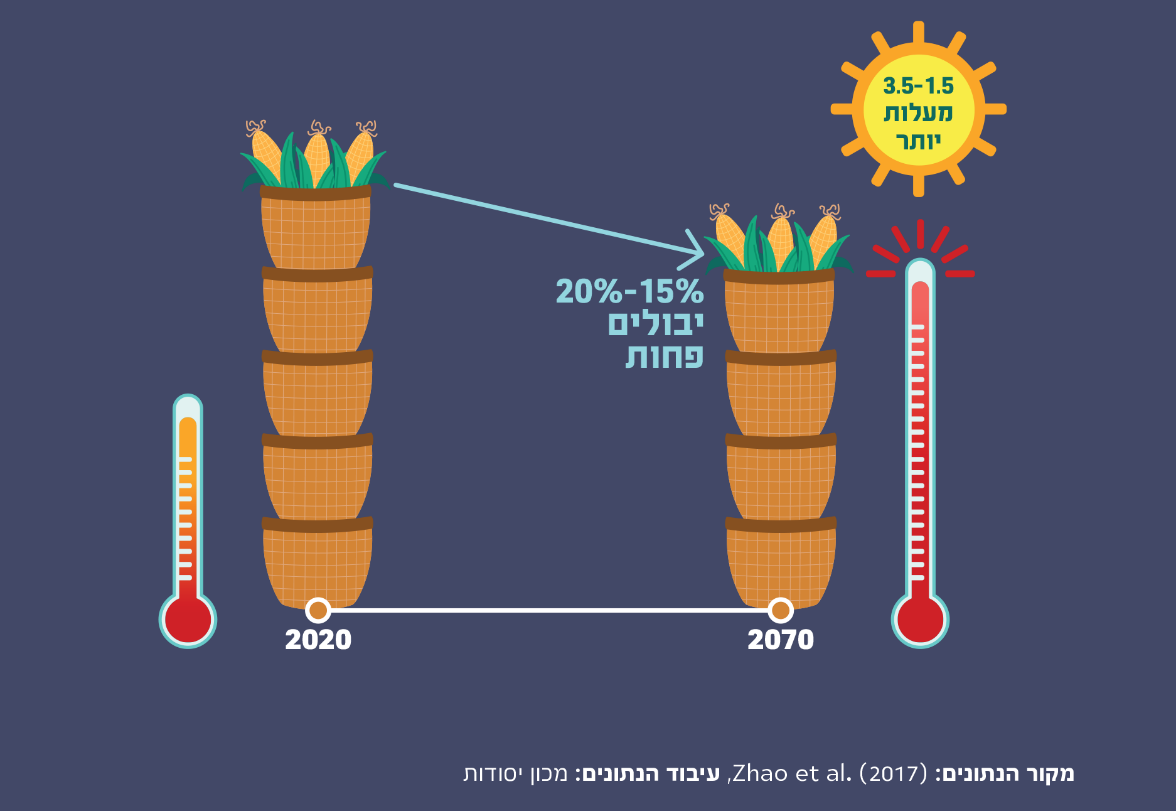 3.5-1.5
מעלות
יותר
20%-15%
יבולים
פחות
2020
2070
מקור הנתונים: Zhao et al. (2017), עיבוד הנתונים: מכון יסודות